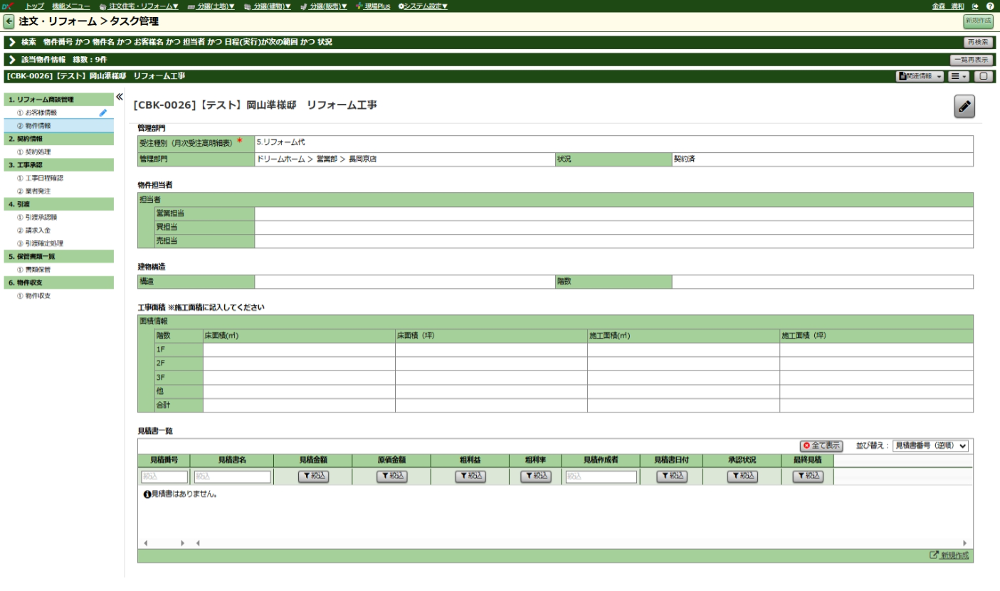 トップ 機能メニュー 注文住宅・リフォーム▼ 分譲(土地)▼ 分譲(建物)▼ 分譲(販売)▼ 現場Plus システム設定▼ 金森 満和
注文・リフォーム > タスク管理 新規作成
検索 物件番号 かつ 物件名 かつ お客様名 かつ 担当者 かつ 日程(実行)が次の範囲 かつ 状況 再検索
該当物件情報 総数:9件 一覧再表示
[CBK-0026]【テスト】岡山準様邸 リフォーム工事 関連情報
1. リフォーム商談管理
① お客様情報
② 物件情報
2. 契約情報
① 契約処理
3. 工事承認
① 工事日程確認
② 業者発注
4. 引渡
① 引渡承認願
② 請求入金
③ 引渡確定処理
5. 保管書類一覧
① 書類保管
6. 物件収支
① 物件収支
[CBK-0026]【テスト】岡山準様邸 リフォーム工事
管理部門
受注種別(月次受注高明細表) * 5.リフォーム代
管理部門 ドリームホーム > 営業部 > 長岡京店 状況 契約済
物件担当者
担当者
営業担当
買担当
売担当
建物構造
構造 階数
工事面積 ※施工面積に記入してください
面積情報
階数 床面積(㎡) 床面積(坪) 施工面積(㎡) 施工面積(坪)
1F
2F
3F
他
合計
見積書一覧
全て表示 並び替え: 見積書番号(逆順)
見積番号 見積書名 見積金額 原価金額 粗利益 粗利率 見積作成者 見積書日付 承認状況 最終見積
絞込 絞込 絞込 絞込 絞込 絞込 絞込 絞込 絞込 絞込
見積書はありません。
新規作成